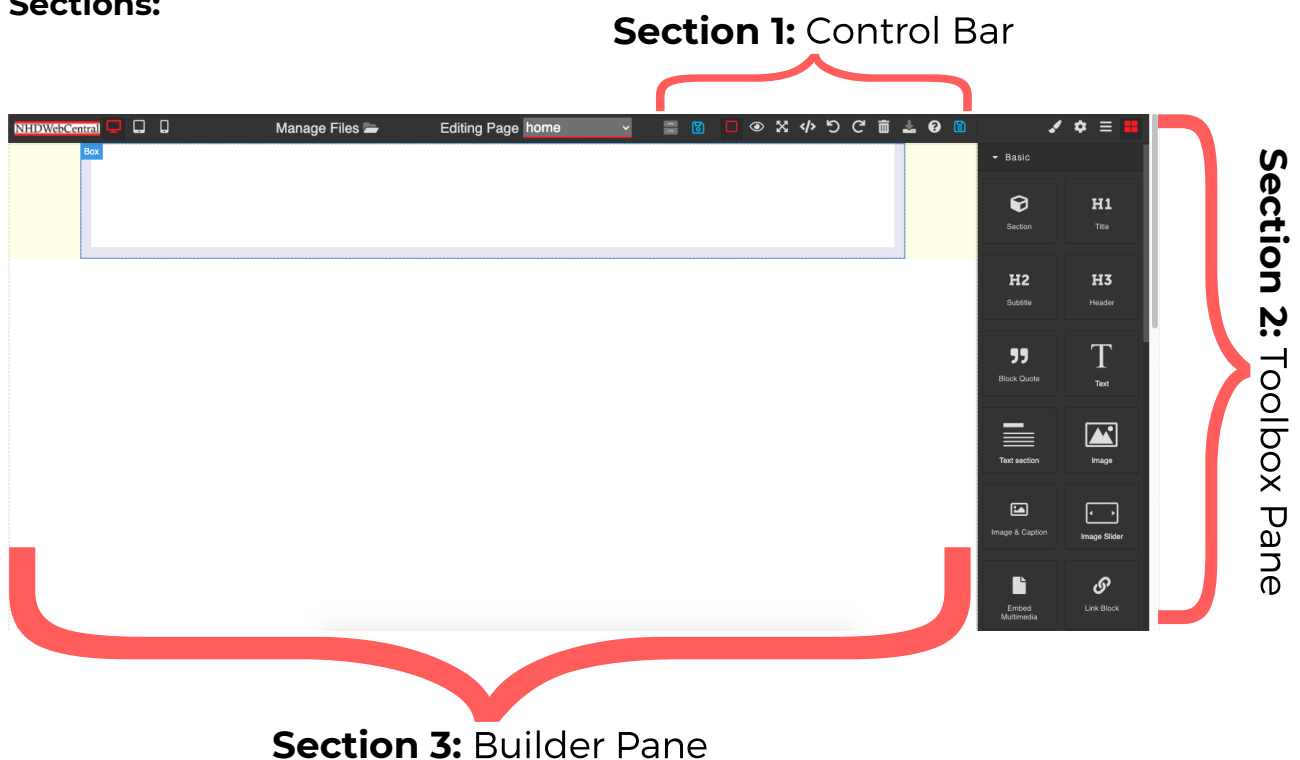 Sections:
Section 1: Control Bar
NHDWebCentral
Manage Files
Editing Page home
Box
Basic
Section
H1
Title
H2
Subtitle
H3
Header
Block Quote
T
Text
Text section
Image
Image & Caption
Image Slider
Embed
Multimedia
Link Block
Section 2: Toolbox Pane
Section 3: Builder Pane